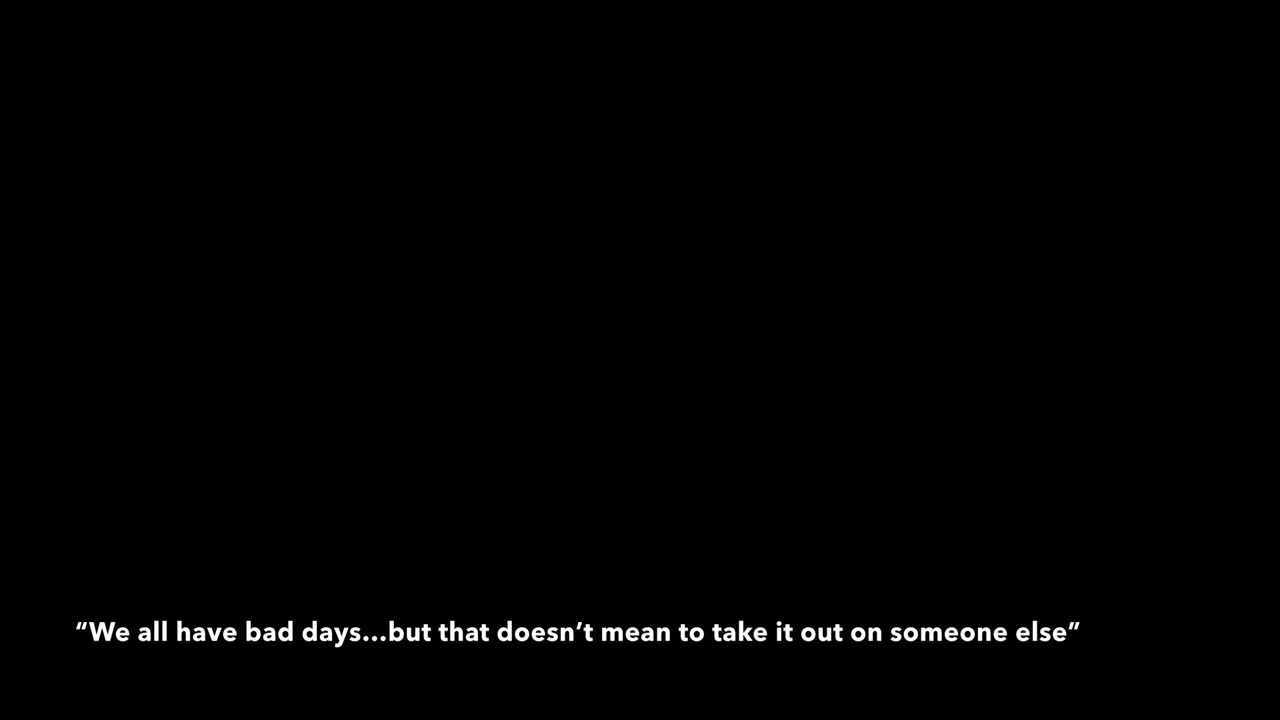 “We all have bad days...but that doesn’t mean to take it out on someone else”